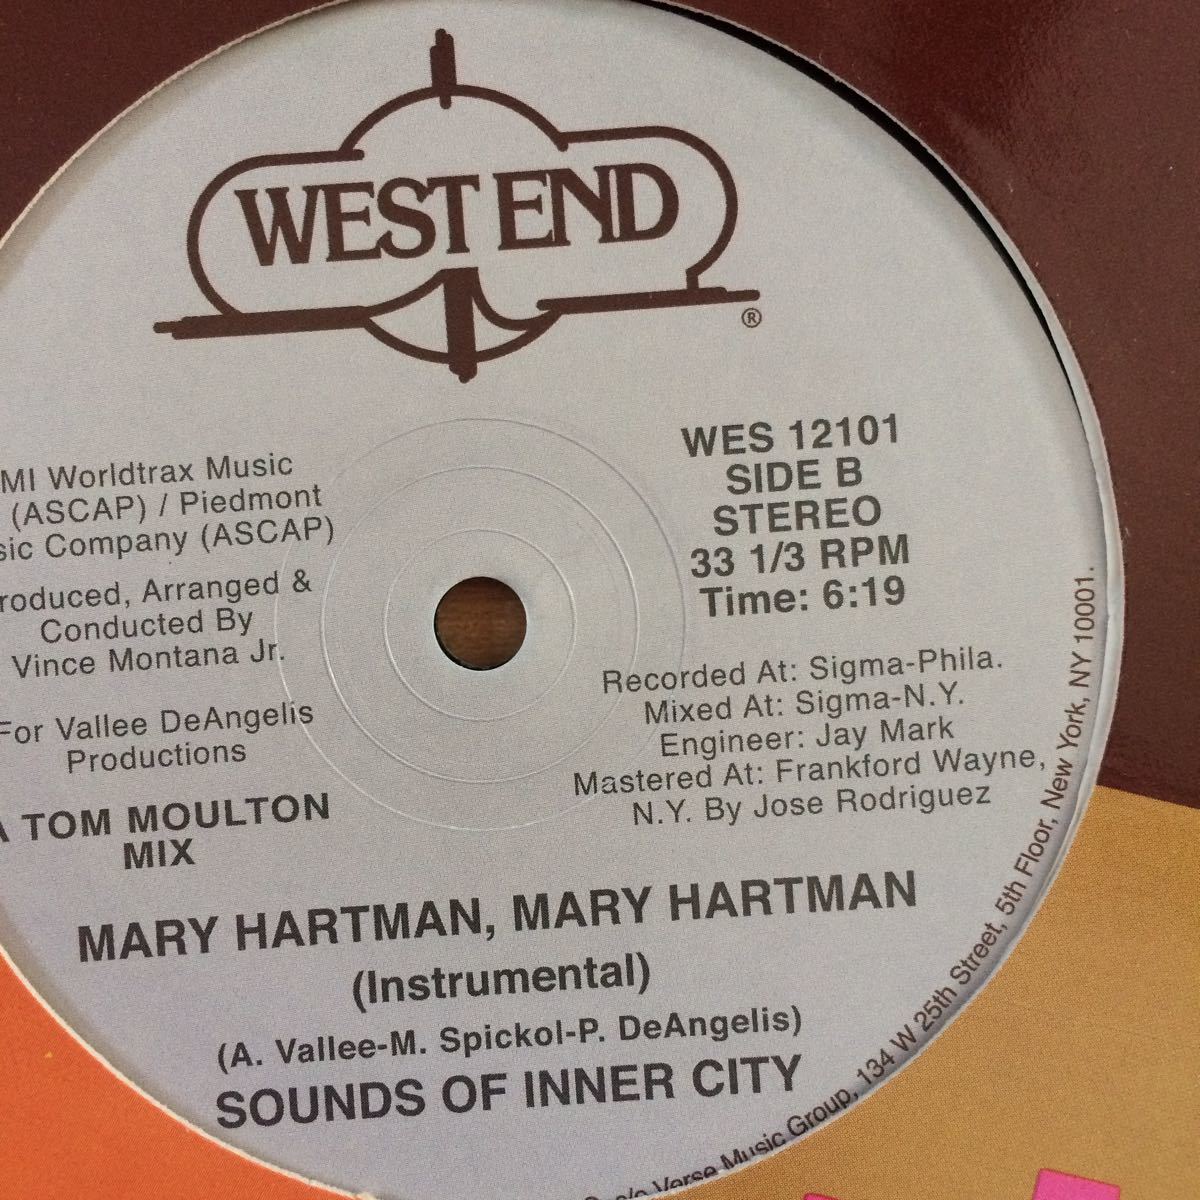 WEST END
®
WES 12101
SIDE B
STEREO
33 1/3 RPM
Time: 6:19
MI Worldtrax Music
(ASCAP) / Piedmont
sic Company (ASCAP)
roduced, Arranged &
Conducted By
Vince Montana Jr.
For Vallee DeAngelis
Productions
A TOM MOULTON
MIX
Recorded At: Sigma-Phila.
Mixed At: Sigma-N.Y.
Engineer: Jay Mark
Mastered At: Frankford Wayne,
N.Y. By Jose Rodriguez
MARY HARTMAN, MARY HARTMAN
(Instrumental)
(A. Vallee-M. Spickol-P. DeAngelis)
SOUNDS OF INNER CITY
Verse Music Group, 134 W 25th Street, 5th Floor, New York, NY 10001.